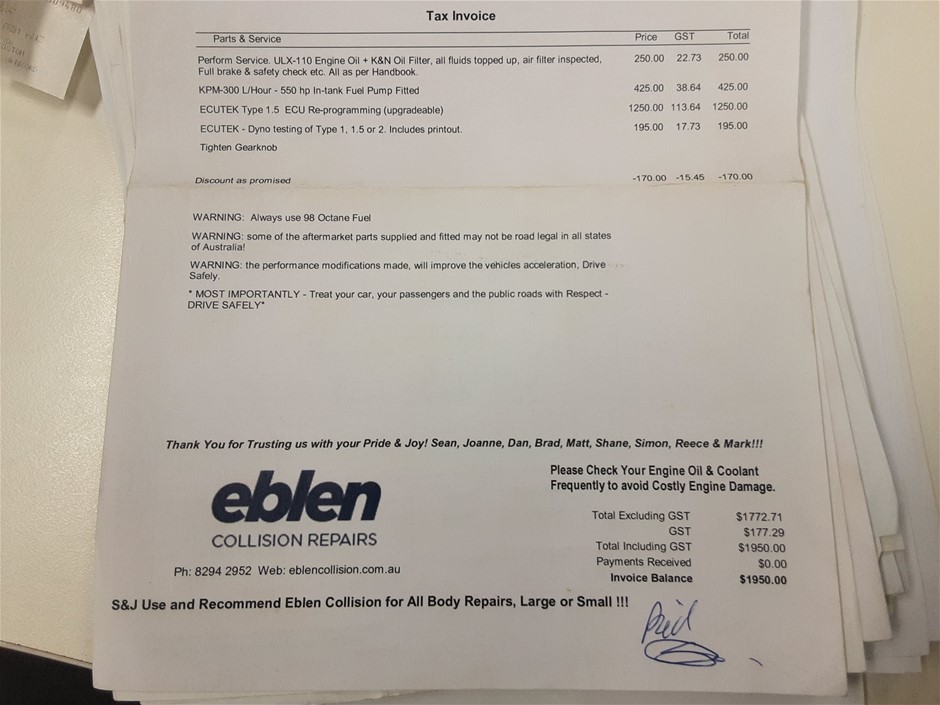 Tax Invoice
Parts & Service Price GST Total
Perform Service. ULX-110 Engine Oil + K&N Oil Filter, all fluids topped up, air filter inspected, 250.00 22.73 250.00
Full brake & safety check etc. All as per Handbook.
KPM-300 L/Hour - 550 hp In-tank Fuel Pump Fitted 425.00 38.64 425.00
ECUTEK Type 1.5 ECU Re-programming (upgradeable) 1250.00 113.64 1250.00
ECUTEK - Dyno testing of Type 1, 1.5 or 2. Includes printout. 195.00 17.73 195.00
Tighten Gearknob
Discount as promised -170.00 -15.45 -170.00
WARNING: Always use 98 Octane Fuel
WARNING: some of the aftermarket parts supplied and fitted may not be road legal in all states
of Australia!
WARNING: the performance modifications made, will improve the vehicles acceleration, Drive
Safely.
* MOST IMPORTANTLY - Treat your car, your passengers and the public roads with Respect -
DRIVE SAFELY*
Thank You for Trusting us with your Pride & Joy! Sean, Joanne, Dan, Brad, Matt, Shane, Simon, Reece & Mark!!!
eblen
COLLISION REPAIRS
Ph: 8294 2952 Web: eblencollision.com.au
Please Check Your Engine Oil & Coolant
Frequently to avoid Costly Engine Damage.
Total Excluding GST $1772.71
GST $177.29
Total Including GST $1950.00
Payments Received $0.00
Invoice Balance $1950.00
S&J Use and Recommend Eblen Collision for All Body Repairs, Large or Small !!!